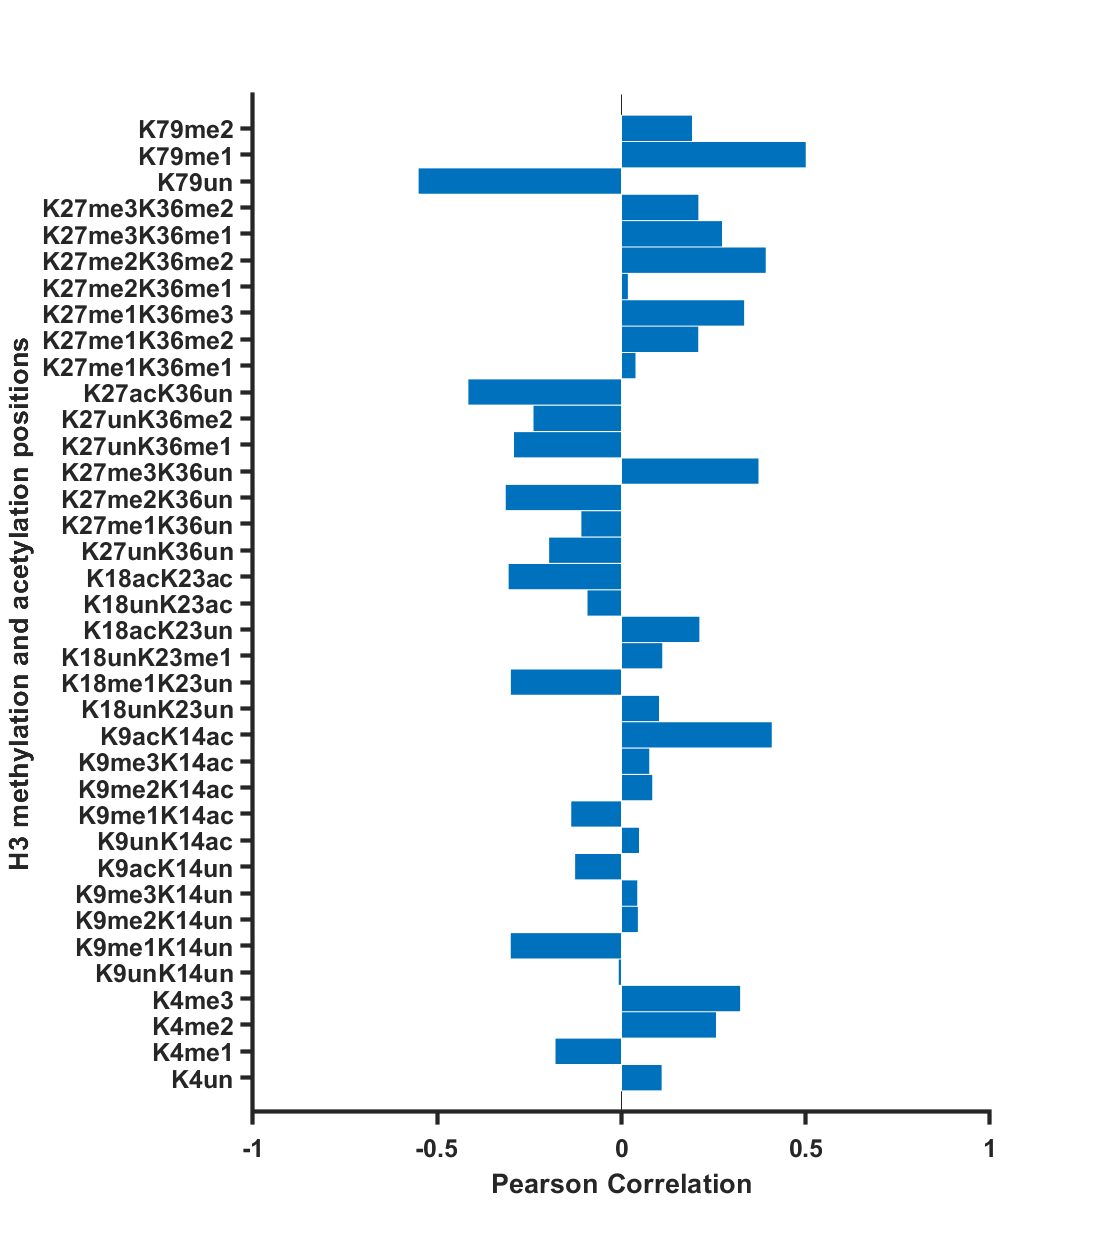 H3 methylation and acetylation positions
K79me2
K79me1
K79un
K27me3K36me2
K27me3K36me1
K27me2K36me2
K27me2K36me1
K27me1K36me3
K27me1K36me2
K27me1K36me1
K27acK36un
K27unK36me2
K27unK36me1
K27me3K36un
K27me2K36un
K27me1K36un
K27unK36un
K18acK23ac
K18unK23ac
K18acK23un
K18unK23me1
K18me1K23un
K18unK23un
K9acK14ac
K9me3K14ac
K9me2K14ac
K9me1K14ac
K9unK14ac
K9acK14un
K9me3K14un
K9me2K14un
K9me1K14un
K9unK14un
K4me3
K4me2
K4me1
K4un
-1 -0.5 0 0.5 1
Pearson Correlation